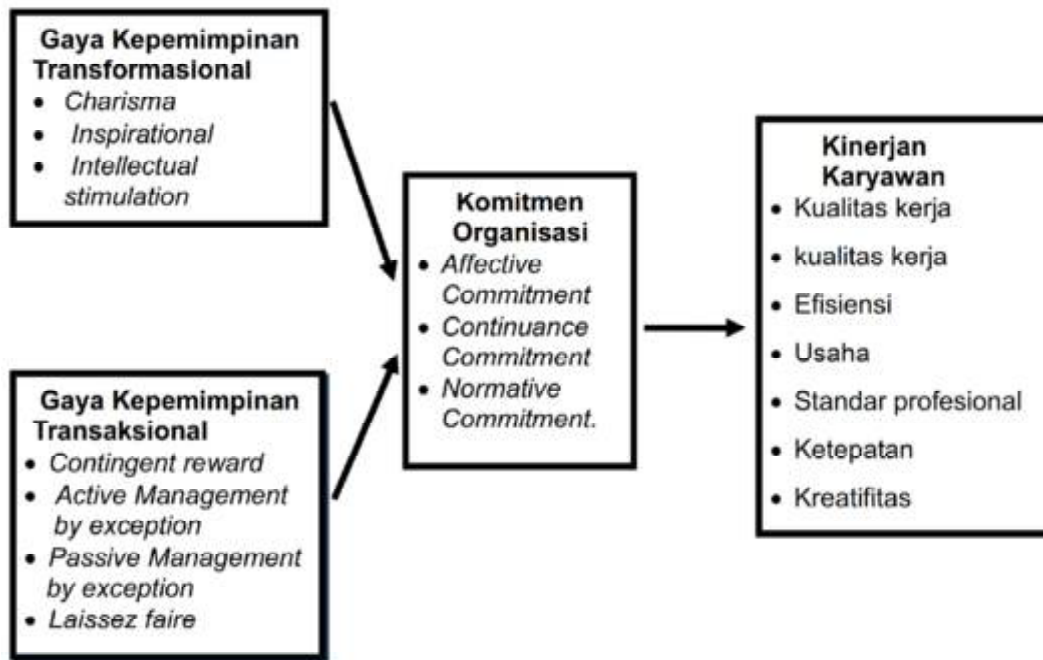 Gaya Kepemimpinan
Transformasional
• Charisma
• Inspirational
• Intellectual
stimulation
Gaya Kepemimpinan
Transaksional
• Contingent reward
• Active Management
by exception
• Passive Management
by exception
• Laissez faire
Komitmen
Organisasi
• Affective
Commitment
• Continuance
Commitment
• Normative
Commitment.
Kinerjan
Karyawan
• Kualitas kerja
• kualitas kerja
• Efisiensi
• Usaha
• Standar profesional
• Ketepatan
• Kreatifitas